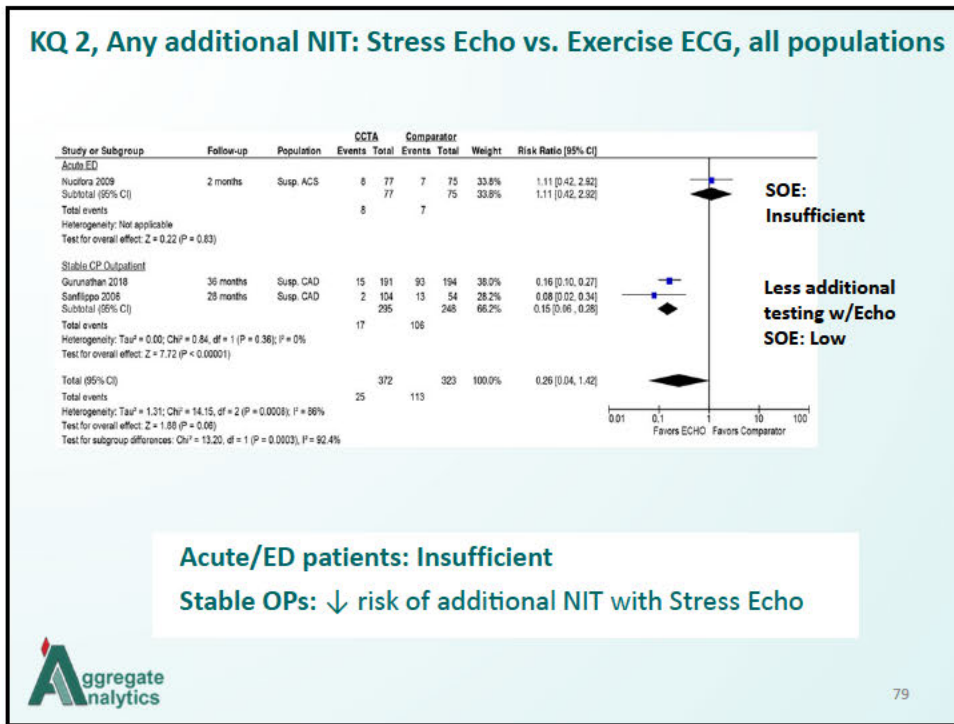 KQ 2, Any additional NIT: Stress Echo vs. Exercise ECG, all populations
CCTA Comparator
Study or Subgroup Follow-up Population Events Total Events Total Weight Risk Ratio [95% CI]
Acute ED
Nucifora 2009 2 months Susp. ACS 8 77 7 75 33.8% 1.11 [0.42, 2.92]
Subtotal (95% CI) 77 75 33.8% 1.11 [0.42, 2.92]
Total events 8 7
Heterogeneity: Not applicable
Test for overall effect: Z = 0.22 (P = 0.83)
SOE:
Insufficient
Stable CP Outpatient
Gurunathan 2018 36 months Susp. CAD 15 191 93 194 38.0% 0.16 [0.10, 0.27]
Sanfilippo 2006 28 months Susp. CAD 2 104 13 54 28.2% 0.08 [0.02, 0.34]
Subtotal (95% CI) 295 248 66.2% 0.15 [0.06, 0.28]
Total events 17 106
Heterogeneity: Tau² = 0.00; Chi² = 0.84, df = 1 (P = 0.36); I² = 0%
Test for overall effect: Z = 7.72 (P < 0.00001)
Less additional
testing w/Echo
SOE: Low
Total (95% CI) 372 323 100.0% 0.26 [0.04, 1.42]
Total events 25 113
Heterogeneity: Tau² = 1.31; Chi² = 14.15, df = 2 (P = 0.0008); I² = 86%
Test for overall effect: Z = 1.88 (P = 0.06)
Test for subgroup differences: Chi² = 13.20, df = 1 (P = 0.0003), I² = 92.4%
0.01 0.1 1 10 100
Favors ECHO Favors Comparator
Acute/ED patients: Insufficient
Stable OPs: ↓ risk of additional NIT with Stress Echo
Aggregate
Analytics
79